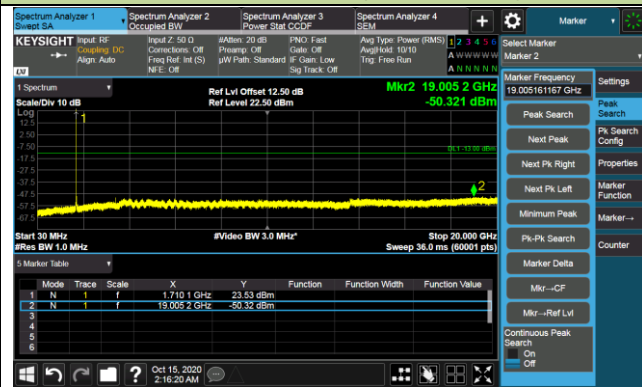 Spectrum Analyzer 1
Swept SA
Spectrum Analyzer 2
Occupied BW
Spectrum Analyzer 3
Power Stat CCDF
Spectrum Analyzer 4
SEM
Marker
KEYSIGHT
Input: RF
Coupling: DC
Align: Auto
Input Z: 50 Ω
Corrections: Off
Freq Ref: Int (S)
NFE: Off
#Atten: 20 dB
Preamp: Off
µW Path: Standard
PNO: Fast
Gate: Off
IF Gain: Low
Sig Track: Off
Avg Type: Power (RMS)
Avg|Hold: 10/10
Trig: Free Run
1 2 3 4 5 6
A W W W W W
A N N N N N
LXI
Select Marker
Marker 2
1 Spectrum
Scale/Div 10 dB
Ref Lvl Offset 12.50 dB
Ref Level 22.50 dBm
Mkr2 19.005 2 GHz
-50.321 dBm
Log
12.5
2.50
-7.50
-17.5
-27.5
-37.5
-47.5
-57.5
-67.5
1
DL1 -13.00 dBm
2
Start 30 MHz
#Res BW 1.0 MHz
#Video BW 3.0 MHz*
Stop 20.000 GHz
Sweep 36.0 ms (60001 pts)
5 Marker Table
Mode Trace Scale X Y Function Function Width Function Value
1 N 1 f 1.710 1 GHz 23.53 dBm
2 N 1 f 19.005 2 GHz -50.32 dBm
3
4
5
6
Marker Frequency
19.005161167 GHz
Peak Search
Next Peak
Next Pk Right
Next Pk Left
Minimum Peak
Pk-Pk Search
Marker Delta
Mkr→CF
Mkr→Ref Lvl
Continuous Peak
Search
On
Off
Settings
Peak
Search
Pk Search
Config
Properties
Marker
Function
Marker→
Counter
Oct 15, 2020
2:16:20 AM